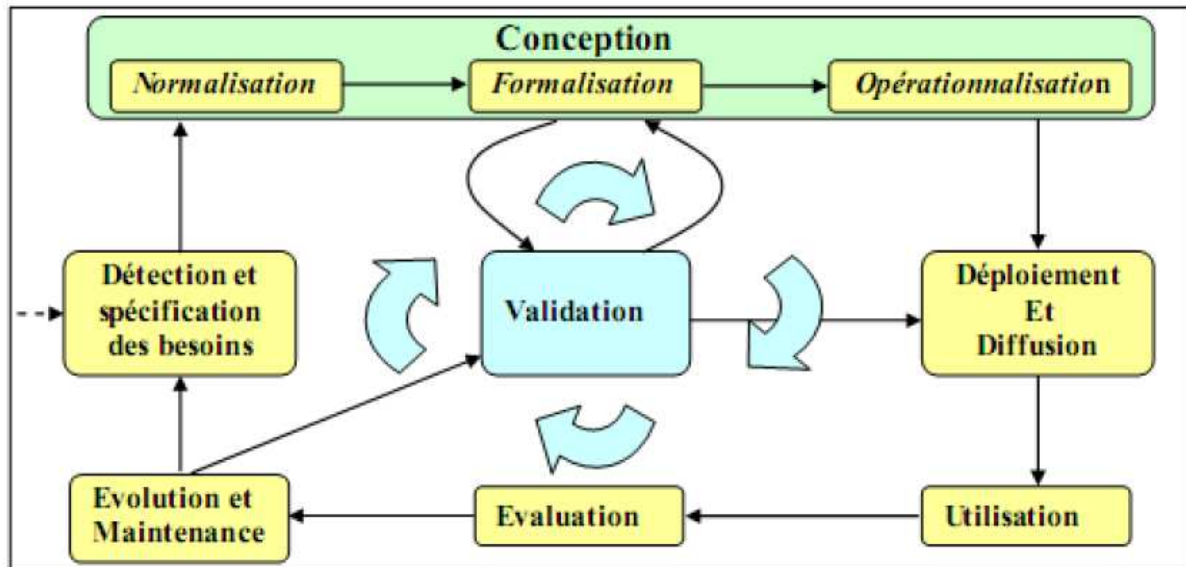 Conception
Normalisation
Formalisation
Opérationnalisation
Détection et
spécification
des besoins
Validation
Déploiement
Et
Diffusion
Evolution et
Maintenance
Evaluation
Utilisation